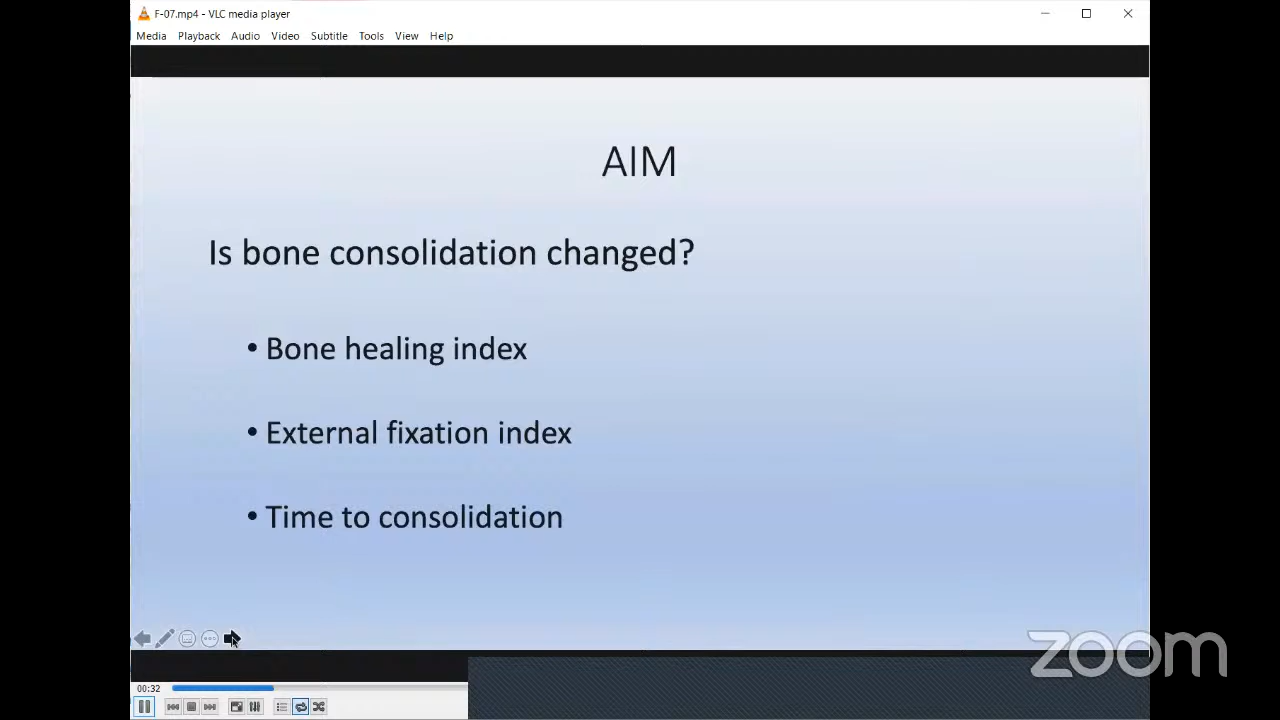 F-07.mp4 - VLC media player
Media Playback Audio Video Subtitle Tools View Help
AIM
Is bone consolidation changed?
• Bone healing index
• External fixation index
• Time to consolidation
zoom
00:32